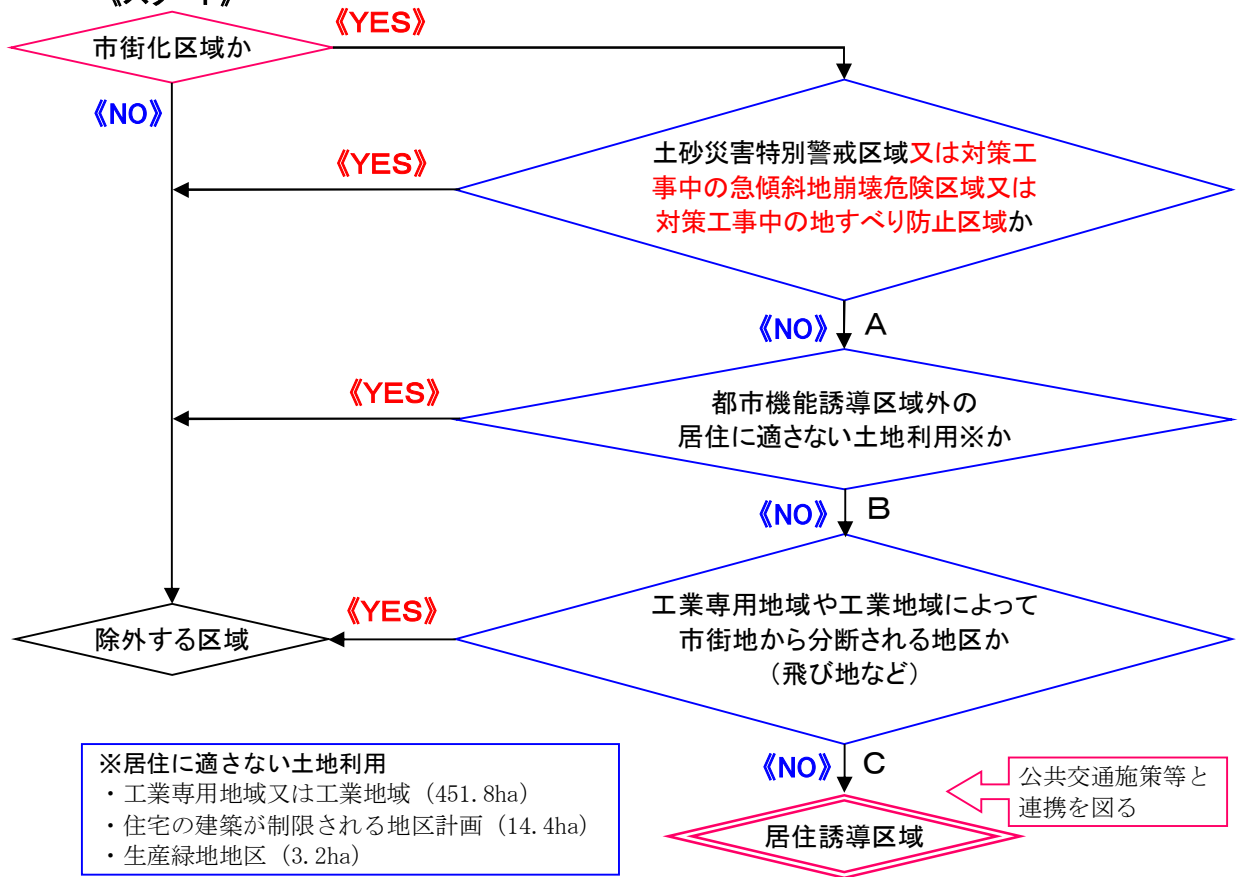 《スタート》
市街化区域か
《YES》
《NO》
《YES》
土砂災害特別警戒区域又は対策工
事中の急傾斜地崩壊危険区域又は
対策工事中の地すべり防止区域か
《NO》
A
《YES》
都市機能誘導区域外の
居住に適さない土地利用※か
《NO》
B
《YES》
工業専用地域や工業地域によって
市街地から分断される地区か
(飛び地など)
除外する区域
《NO》
C
公共交通施策等と
連携を図る
居住誘導区域
※居住に適さない土地利用
・工業専用地域又は工業地域（451.8ha）
・住宅の建築が制限される地区計画（14.4ha）
・生産緑地地区（3.2ha）